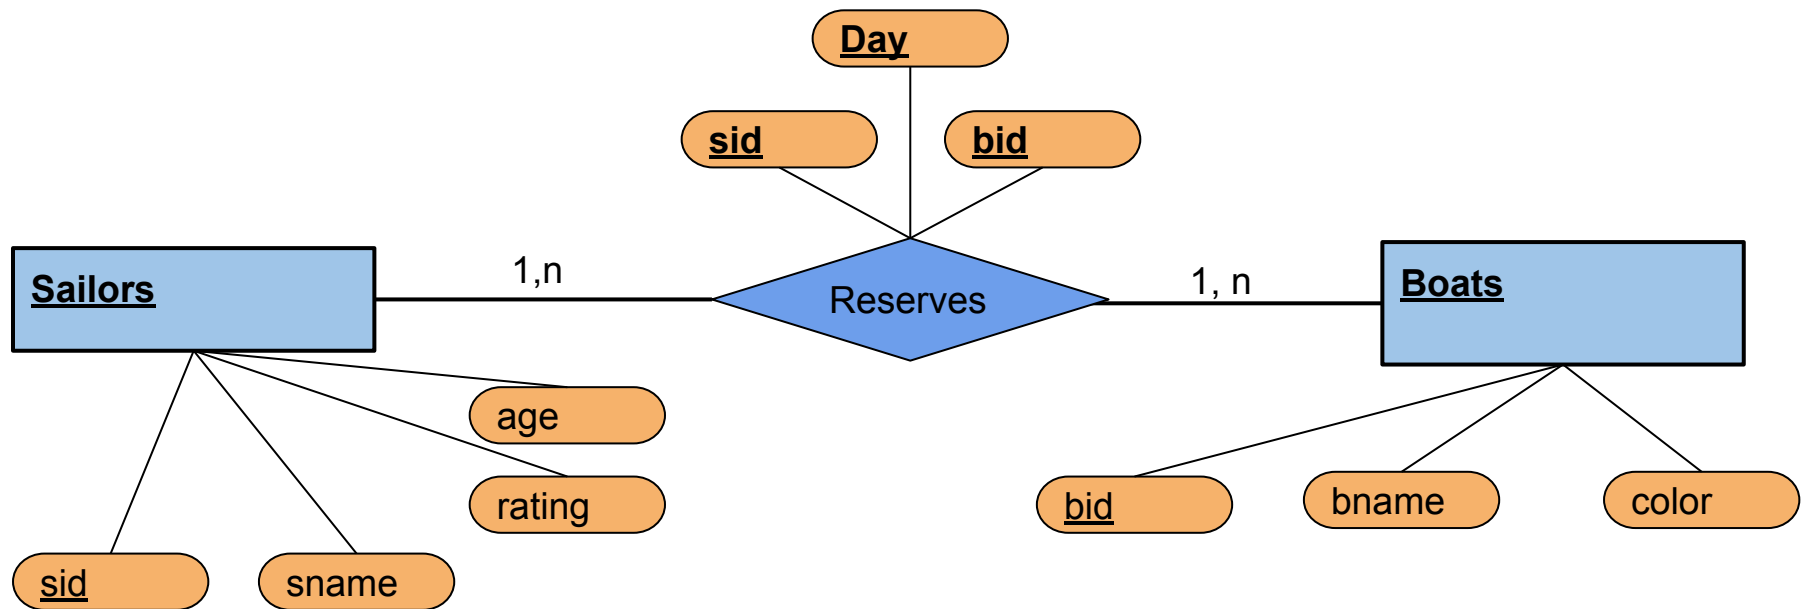 Day
sid
bid
Sailors
1,n
Reserves
1, n
Boats
age
rating
sid
sname
bid
bname
color